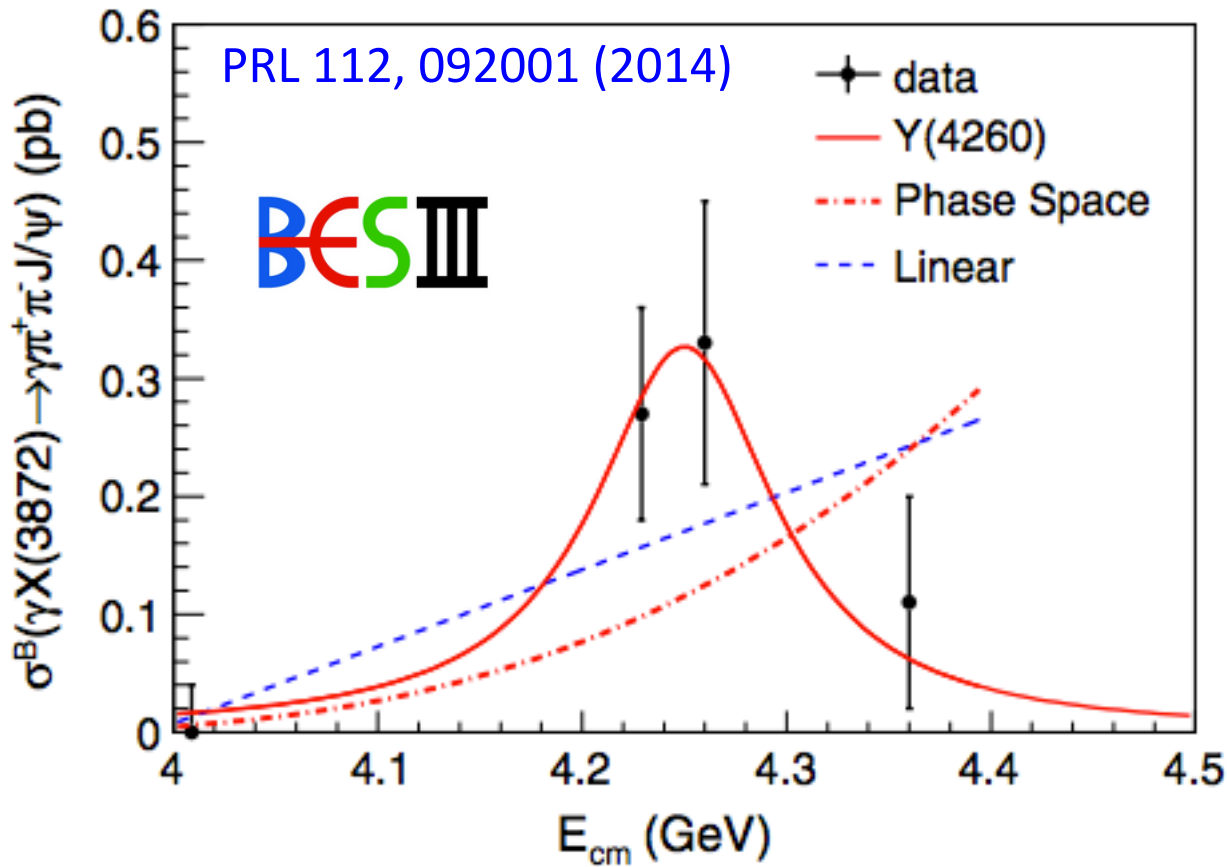 PRL 112, 092001 (2014)
data
Y(4260)
Phase Space
Linear
BESIII
σᴮ(γX(3872)→γπ⁺π⁻J/ψ) (pb)
0.6
0.5
0.4
0.3
0.2
0.1
0
4
4.1
4.2
4.3
4.4
4.5
E_cm (GeV)